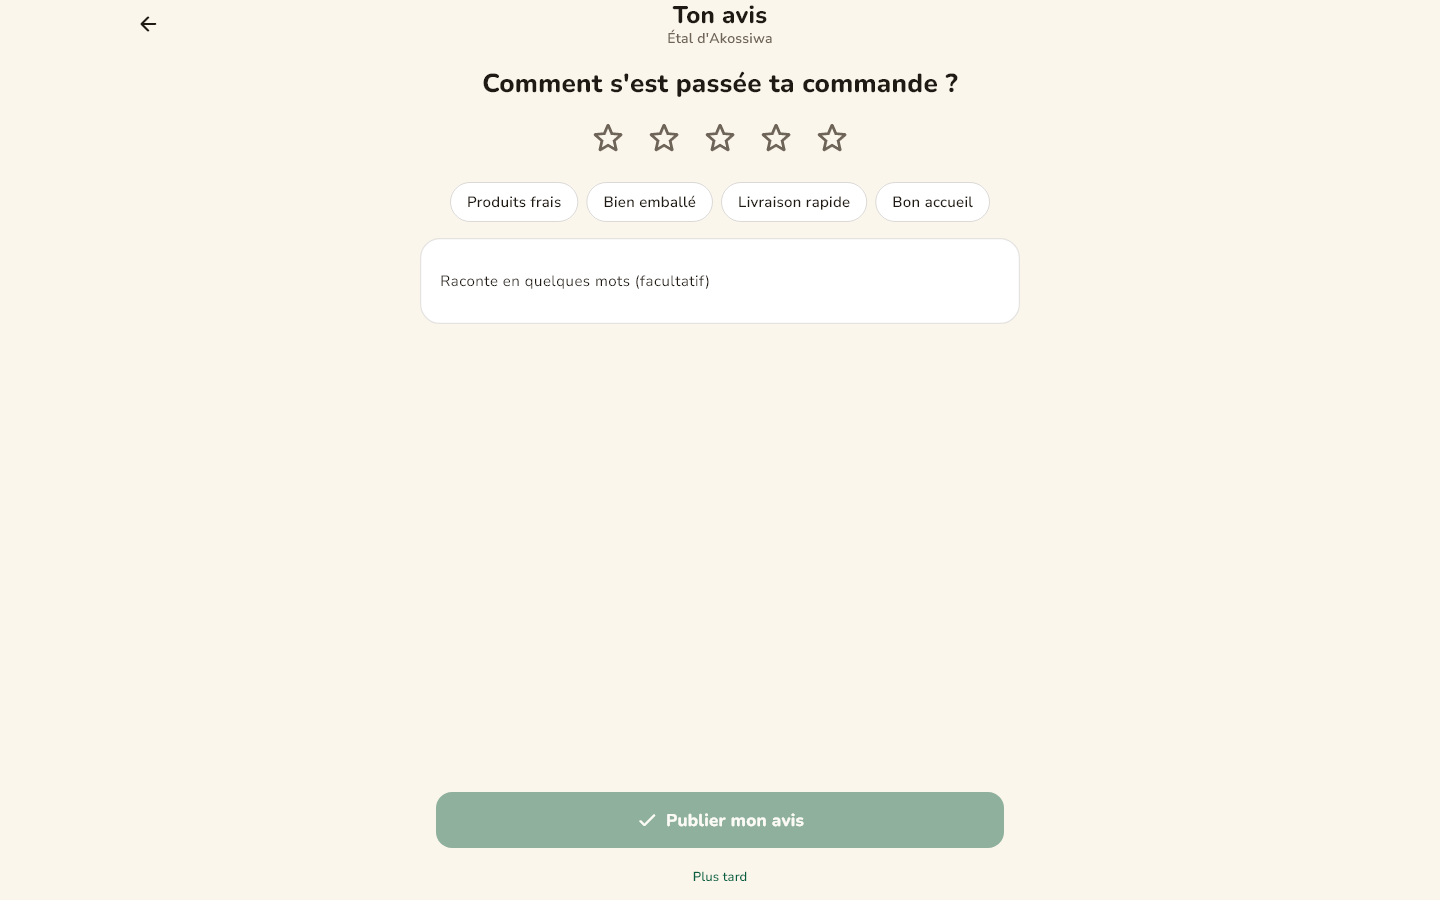 Ton avis
Étal d'Akossiwa
Comment s'est passée ta commande ?
Produits frais
Bien emballé
Livraison rapide
Bon accueil
Raconte en quelques mots (facultatif)
Publier mon avis
Plus tard